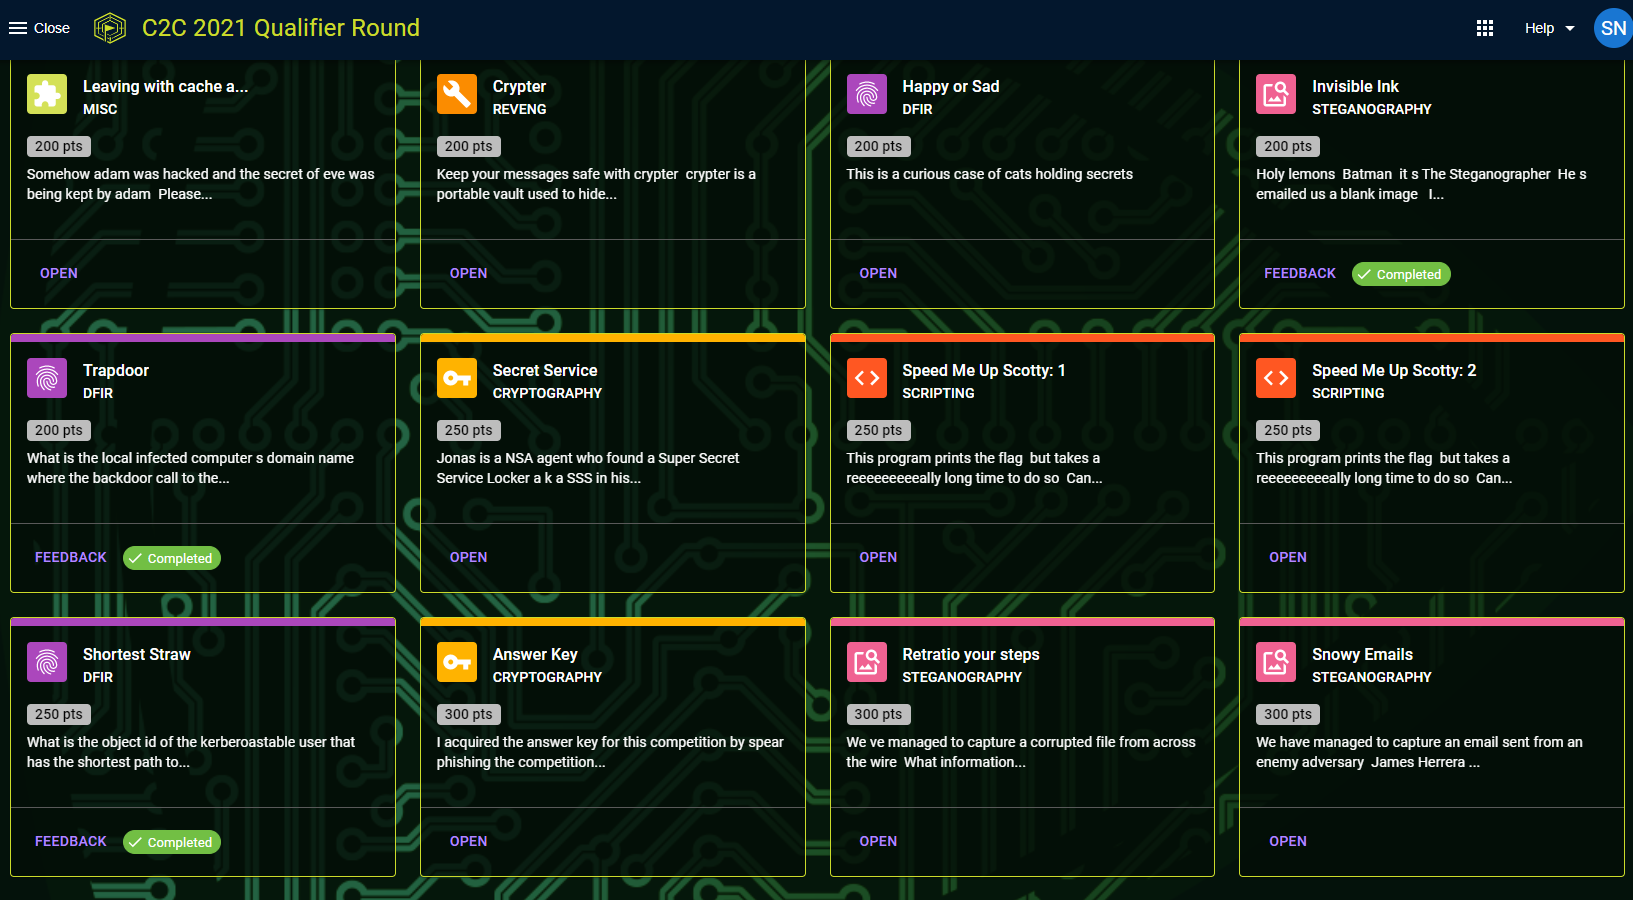 Close
C2C 2021 Qualifier Round
Help
SN
Leaving with cache a...
MISC
200 pts
Somehow adam was hacked and the secret of eve was
being kept by adam Please...
OPEN
Crypter
REVENG
200 pts
Keep your messages safe with crypter crypter is a
portable vault used to hide...
OPEN
Happy or Sad
DFIR
200 pts
This is a curious case of cats holding secrets
OPEN
Invisible Ink
STEGANOGRAPHY
200 pts
Holy lemons Batman it s The Steganographer He s
emailed us a blank image I...
FEEDBACK
Completed
Trapdoor
DFIR
200 pts
What is the local infected computer s domain name
where the backdoor call to the...
FEEDBACK
Completed
Secret Service
CRYPTOGRAPHY
250 pts
Jonas is a NSA agent who found a Super Secret
Service Locker a k a SSS in his...
OPEN
Speed Me Up Scotty: 1
SCRIPTING
250 pts
This program prints the flag but takes a
reeeeeeeeally long time to do so Can...
OPEN
Speed Me Up Scotty: 2
SCRIPTING
250 pts
This program prints the flag but takes a
reeeeeeeeally long time to do so Can...
OPEN
Shortest Straw
DFIR
250 pts
What is the object id of the kerberoastable user that
has the shortest path to...
FEEDBACK
Completed
Answer Key
CRYPTOGRAPHY
300 pts
I acquired the answer key for this competition by spear
phishing the competition...
OPEN
Retratio your steps
STEGANOGRAPHY
300 pts
We ve managed to capture a corrupted file from across
the wire What information...
OPEN
Snowy Emails
STEGANOGRAPHY
300 pts
We have managed to capture an email sent from an
enemy adversary James Herrera ...
OPEN